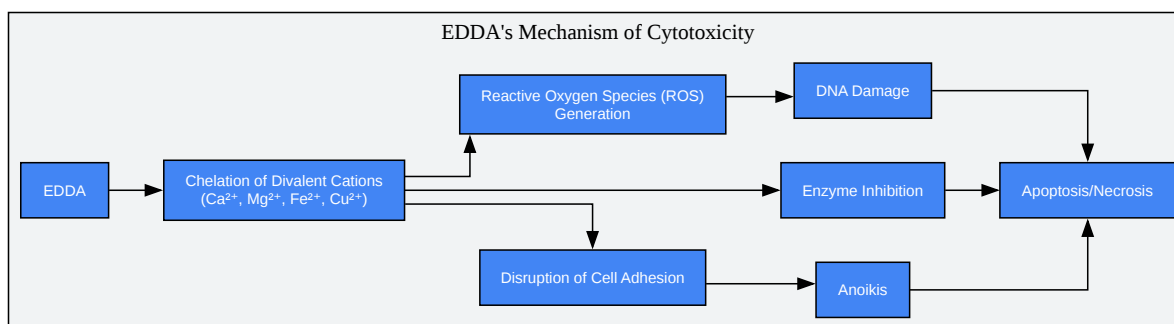 EDDA's Mechanism of Cytotoxicity
Reactive Oxygen Species (ROS)
Generation
DNA Damage
EDDA
Chelation of Divalent Cations
(Ca²⁺, Mg²⁺, Fe²⁺, Cu²⁺)
Enzyme Inhibition
Apoptosis/Necrosis
Disruption of Cell Adhesion
Anoikis